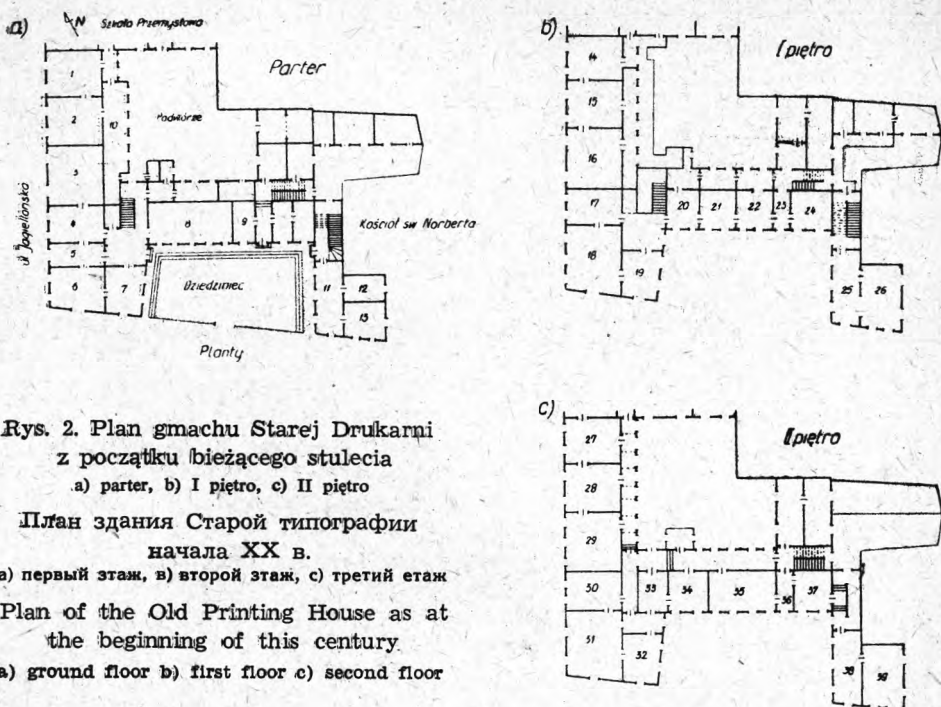 a)
N
Szkoła Przemysłowa
Parter
Podwórze
1
2
3
4
5
6
7
8
9
10
11
12
13
ul. Jagiellońska
Kościół św Norberta
Dziedziniec
Planty
b)
I piętro
14
15
16
17
18
19
20
21
22
23
24
25
26
c)
II piętro
27
28
29
30
31
32
33
34
35
36
37
38
39
Rys. 2. Plan gmachu Starej Drukarni
z początku bieżącego stulecia
a) parter, b) I piętro, c) II piętro
План здания Старой типографии
начала XX в.
а) первый этаж, в) второй этаж, с) третий етаж
Plan of the Old Printing House as at
the beginning of this century
a) ground floor b) first floor c) second floor